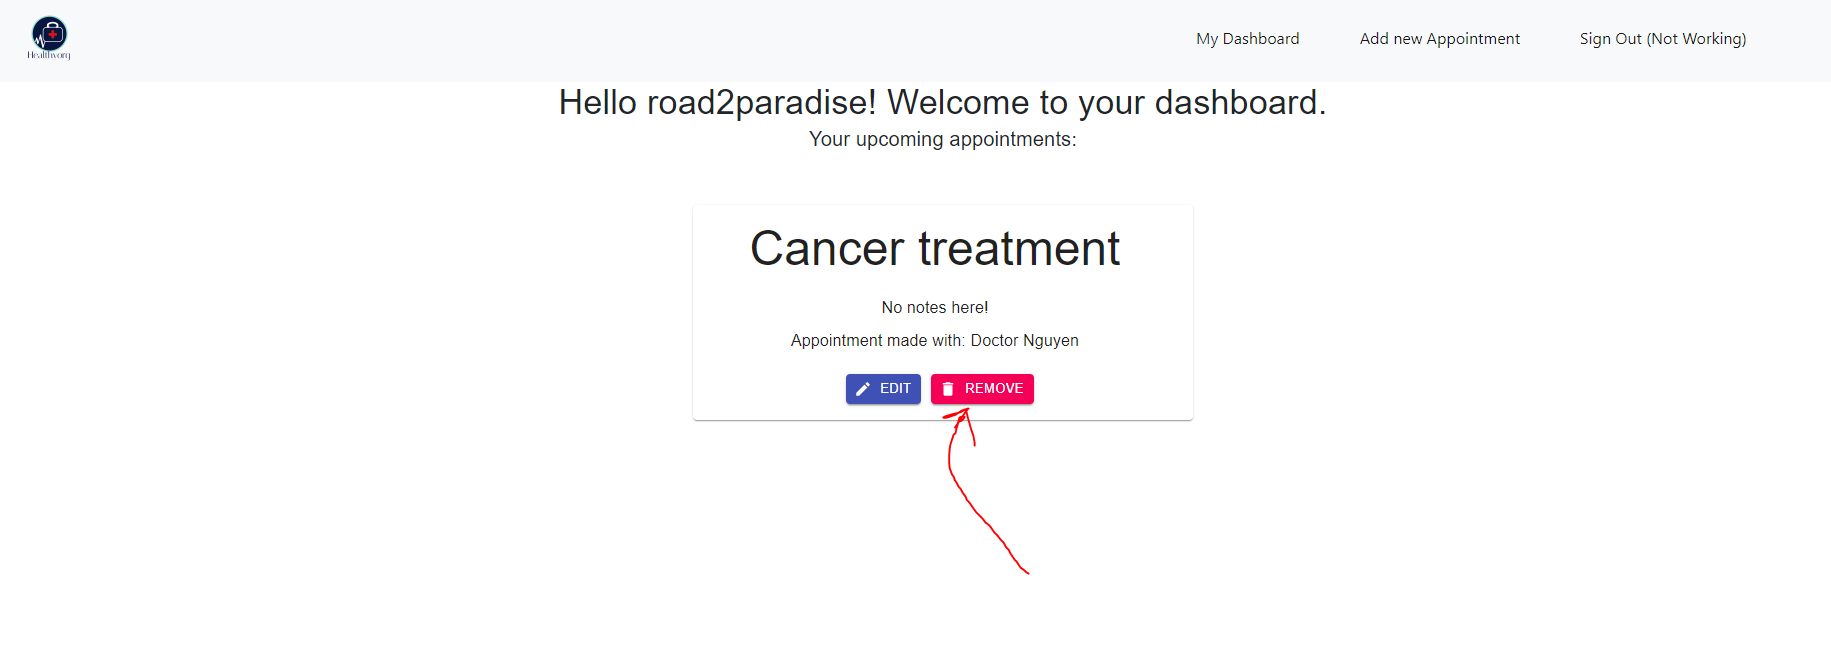 Healthvorq
My Dashboard
Add new Appointment
Sign Out (Not Working)
Hello road2paradise! Welcome to your dashboard.
Your upcoming appointments:
Cancer treatment
No notes here!
Appointment made with: Doctor Nguyen
EDIT
REMOVE